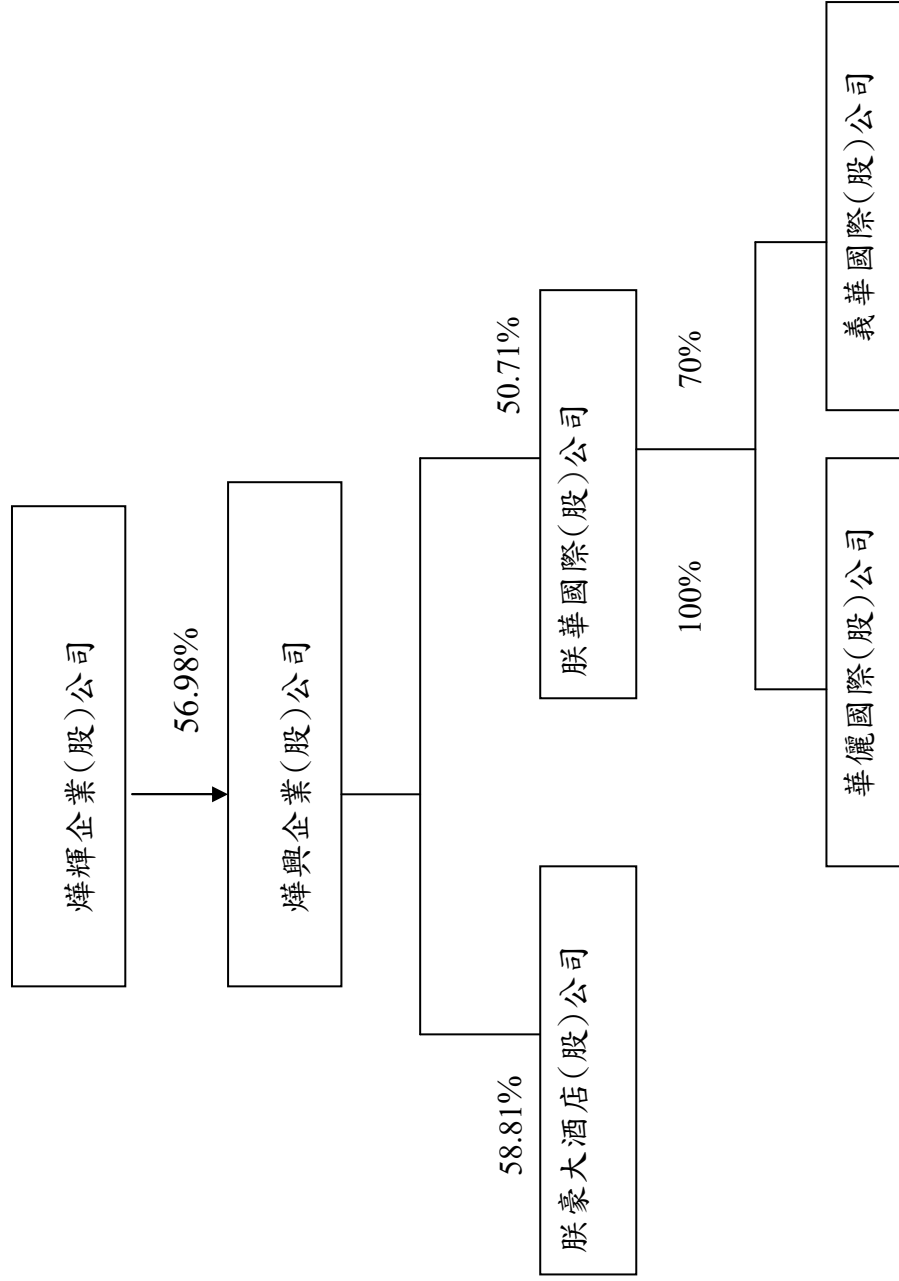 燁輝企業(股)公司
56.98%
燁興企業(股)公司
58.81%
50.71%
朕豪大酒店(股)公司
朕華國際(股)公司
100%
70%
華儷國際(股)公司
義華國際(股)公司